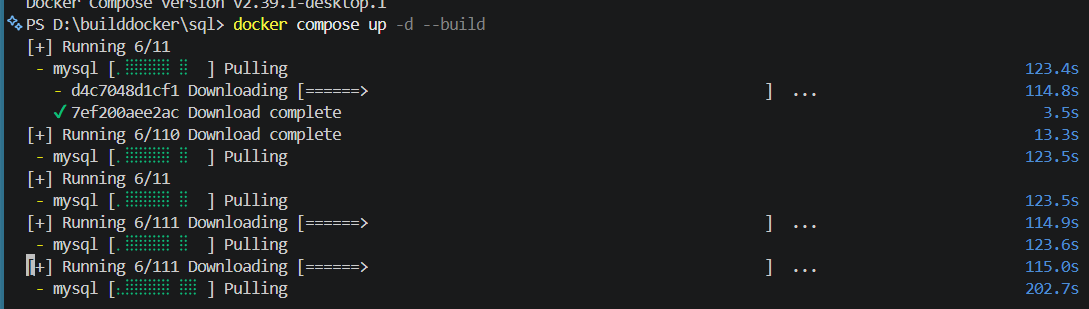 Docker Compose version v2.39.1-desktop.1
PS D:\builddocker\sql> docker compose up -d --build
[+] Running 6/11
- mysql [.⣿⣿⣿⣿ ⣿ ] Pulling 123.4s
- d4c7048d1cf1 Downloading [======> ] ... 114.8s
✔ 7ef200aee2ac Download complete 3.5s
[+] Running 6/110 Download complete 13.3s
- mysql [.⣿⣿⣿⣿ ⣿ ] Pulling 123.5s
[+] Running 6/11
- mysql [.⣿⣿⣿⣿ ⣿ ] Pulling 123.5s
[+] Running 6/111 Downloading [======> ] ... 114.9s
- mysql [.⣿⣿⣿⣿ ⣿ ] Pulling 123.6s
[+] Running 6/111 Downloading [======> ] ... 115.0s
- mysql [⣄⣿⣿⣿⣿ ⣿⣿ ] Pulling 202.7s